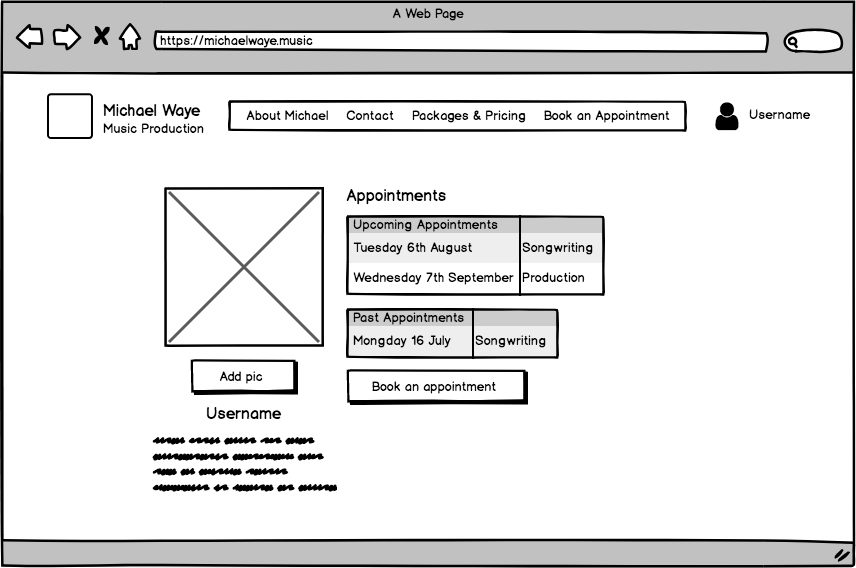 A Web Page
https://michaelwaye.music
Michael Waye
Music Production
About Michael Contact Packages & Pricing Book an Appointment
Username
Appointments
Upcoming Appointments
Tuesday 6th August Songwriting
Wednesday 7th September Production
Past Appointments
Mongday 16 July Songwriting
Add pic
Book an appointment
Username